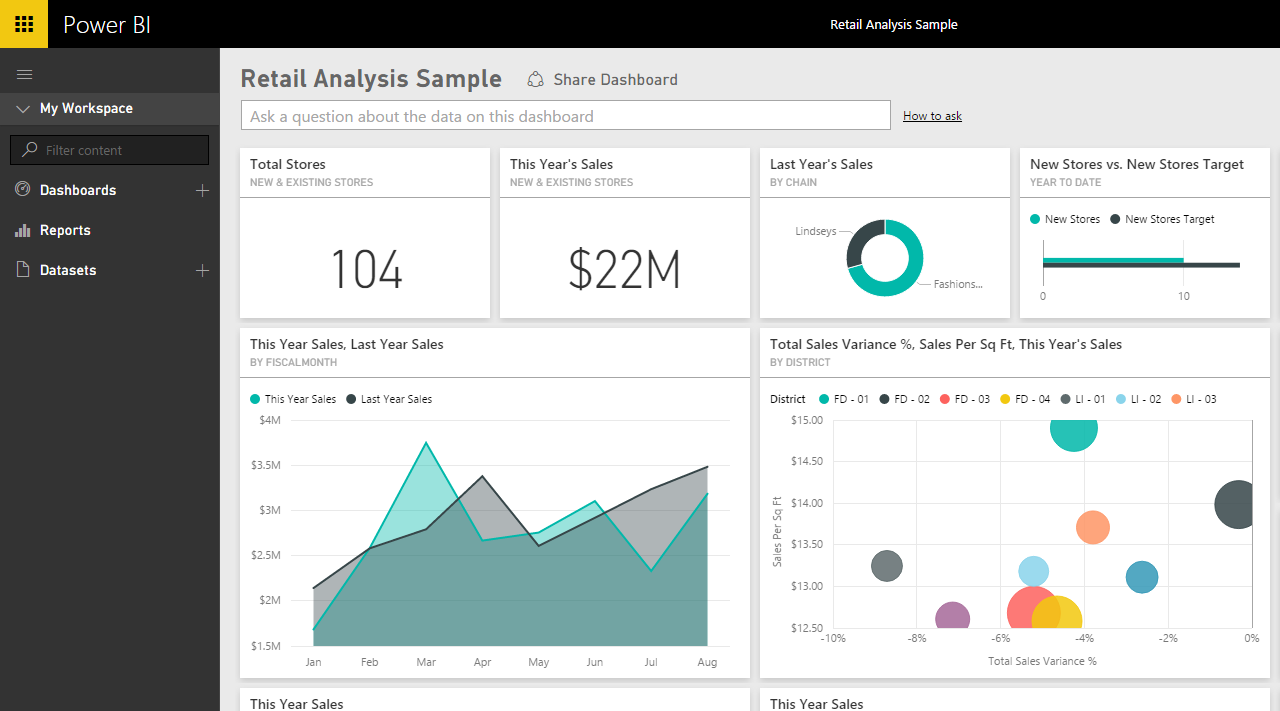 Power BI
Retail Analysis Sample
My Workspace
Filter content
Dashboards
Reports
Datasets
Retail Analysis Sample
Share Dashboard
Ask a question about the data on this dashboard
How to ask
Total Stores
NEW & EXISTING STORES
104
This Year's Sales
NEW & EXISTING STORES
$22M
Last Year's Sales
BY CHAIN
Lindseys
Fashions...
New Stores vs. New Stores Target
YEAR TO DATE
New Stores New Stores Target
0 10
This Year Sales, Last Year Sales
BY FISCALMONTH
This Year Sales Last Year Sales
$4M
$3.5M
$3M
$2.5M
$2M
$1.5M
Jan Feb Mar Apr May Jun Jul Aug
Total Sales Variance %, Sales Per Sq Ft, This Year's Sales
BY DISTRICT
District FD - 01 FD - 02 FD - 03 FD - 04 LI - 01 LI - 02 LI - 03
Sales Per Sq Ft
$15.00
$14.50
$14.00
$13.50
$13.00
$12.50
-10% -8% -6% -4% -2% 0%
Total Sales Variance %
This Year Sales
This Year Sales